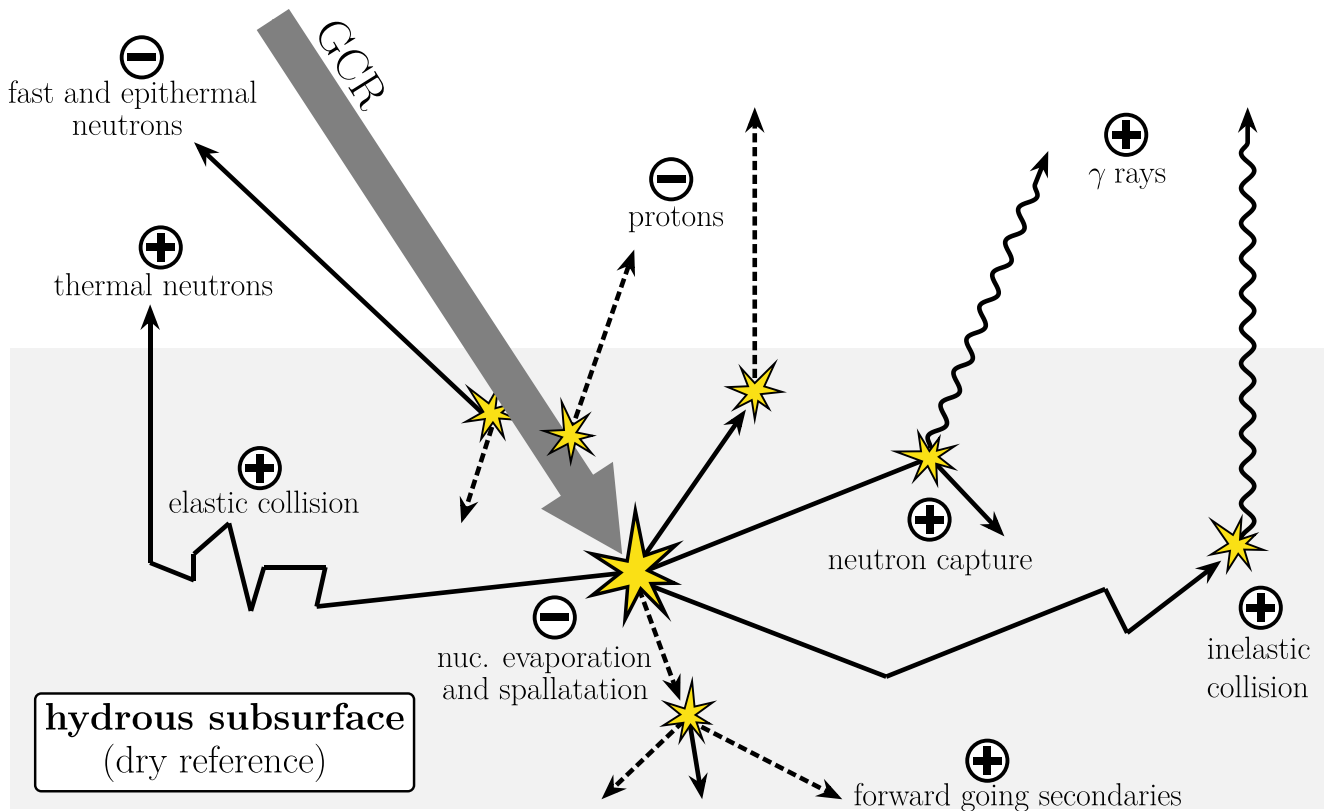 GCR
fast and epithermal
neutrons
γ rays
protons
thermal neutrons
elastic collision
neutron capture
nuc. evaporation
and spallatation
inelastic
collision
hydrous subsurface
(dry reference)
forward going secondaries